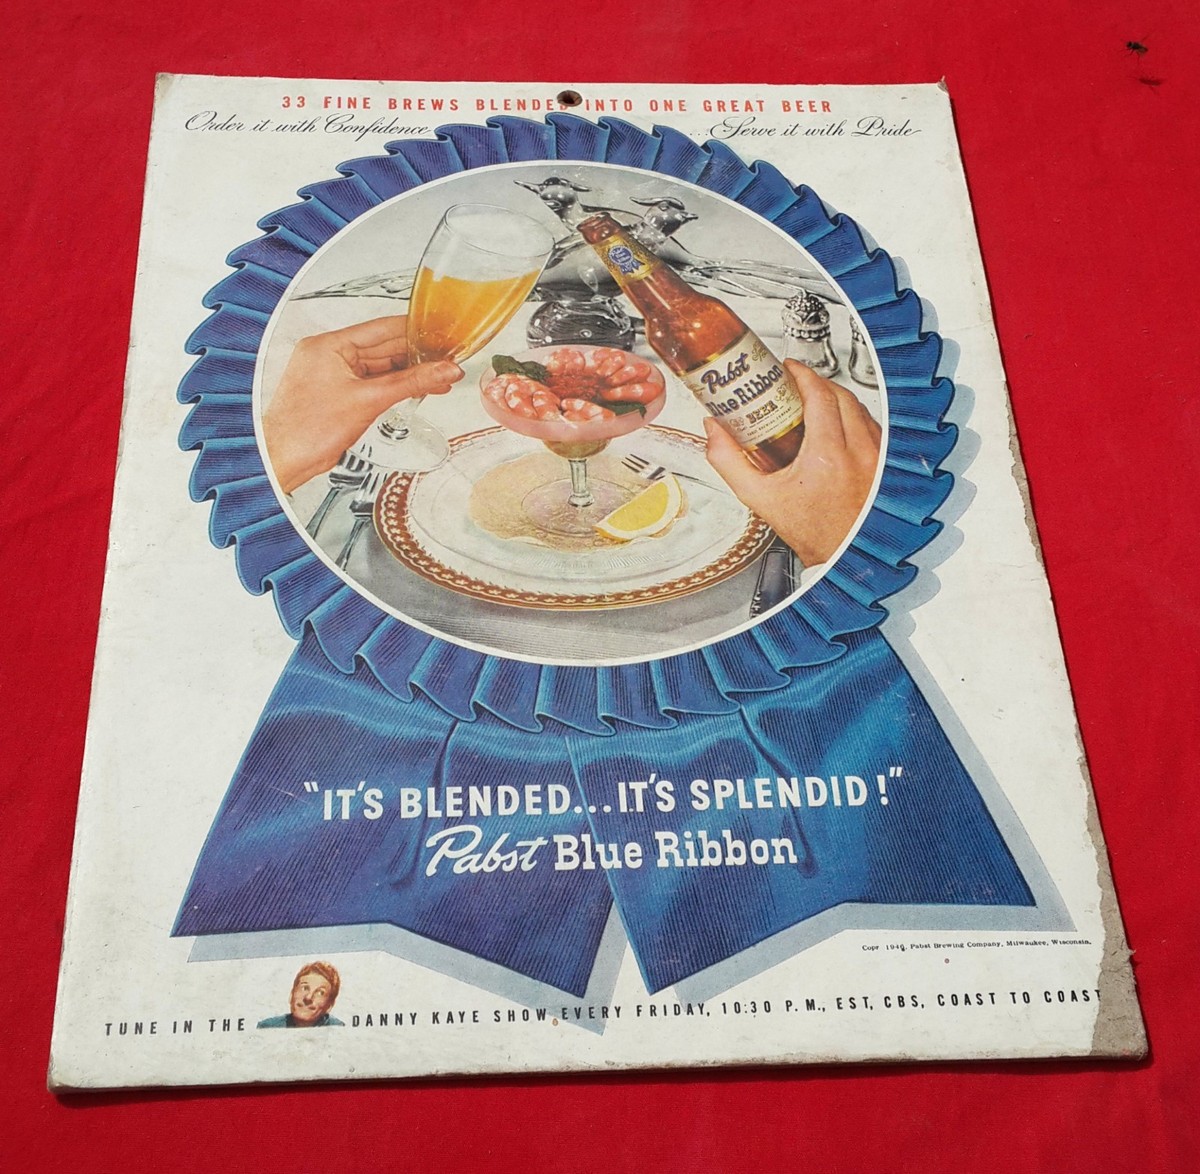 33 FINE BREWS BLENDED INTO ONE GREAT BEER
Order it with Confidence ...Serve it with Pride
Pabst
Blue Ribbon
BEER
"IT'S BLENDED...IT'S SPLENDID!"
Pabst Blue Ribbon
Copr. 1946, Pabst Brewing Company, Milwaukee, Wisconsin.
TUNE IN THE DANNY KAYE SHOW EVERY FRIDAY, 10:30 P.M., EST, CBS, COAST TO COAST